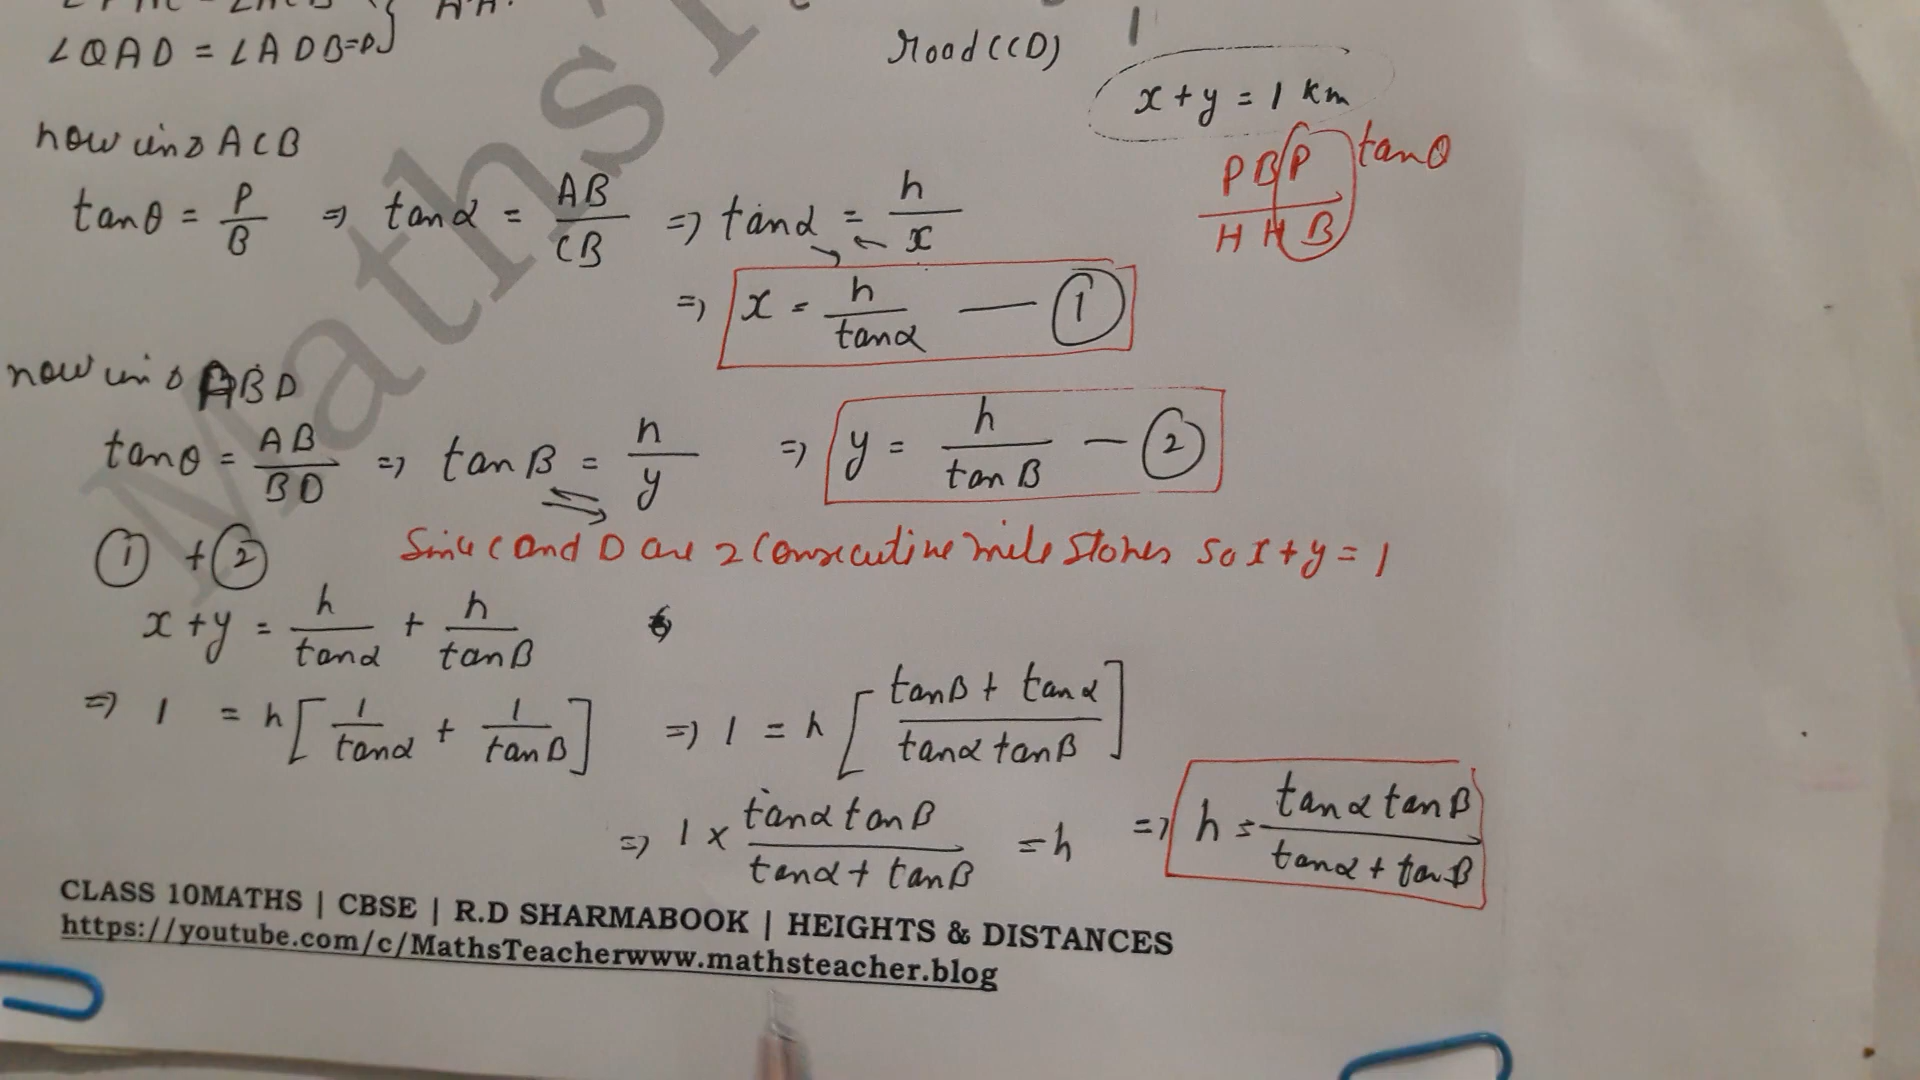 ∠QAD = ∠ADB=β
Road(CD)
x+y = 1 km
now in Δ ACB
PBP tanθ
HHB
tanθ = P/B ⇒ tanα = AB/CB ⇒ tanα = h/x
⇒ x = h/tanα — ①
now in Δ ABD
tanθ = AB/BD ⇒ tanβ = h/y ⇒ y = h/tanβ — ②
① + ② Since C and D are 2 Consecutive mile Stones So x+y = 1
x+y = h/tanα + h/tanβ
⇒ 1 = h[1/tanα + 1/tanβ] ⇒ 1 = h[tanβ + tanα/tanα tanβ]
⇒ 1 × tanα tanβ/tanα + tanβ = h ⇒ h = tanα tanβ/tanα + tanβ
CLASS 10MATHS | CBSE | R.D SHARMABOOK | HEIGHTS & DISTANCES
https://youtube.com/c/MathsTeacherwww.mathsteacher.blog
Maths